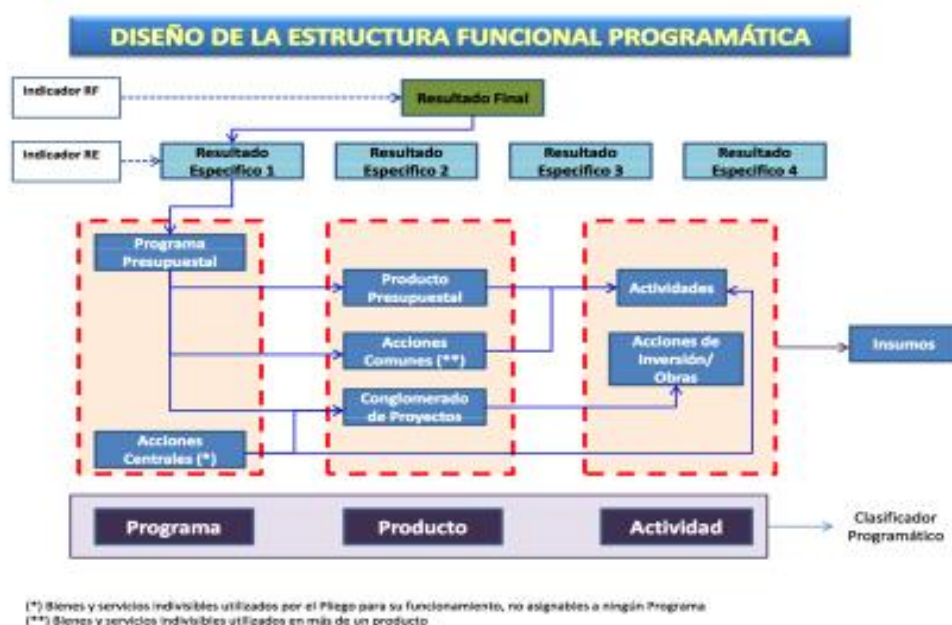 DISEÑO DE LA ESTRUCTURA FUNCIONAL PROGRAMÁTICA
Indicador RF
Resultado Final
Indicador RE
Resultado
Especifico 1
Resultado
Especifico 2
Resultado
Especifico 3
Resultado
Especifico 4
Programa
Presupuestal
Producto
Presupuestal
Actividades
Acciones
Comunes (**)
Acciones de
Inversión/
Obras
Insumos
Conglomerado
de Proyectos
Acciones
Centrales (*)
Programa
Producto
Actividad
Clasificador
Programático
(*) Bienes y servicios indivisibles utilizados por el Pliego para su funcionamiento, no asignables a ningún Programa
(**) Bienes y servicios indivisibles utilizados en más de un producto